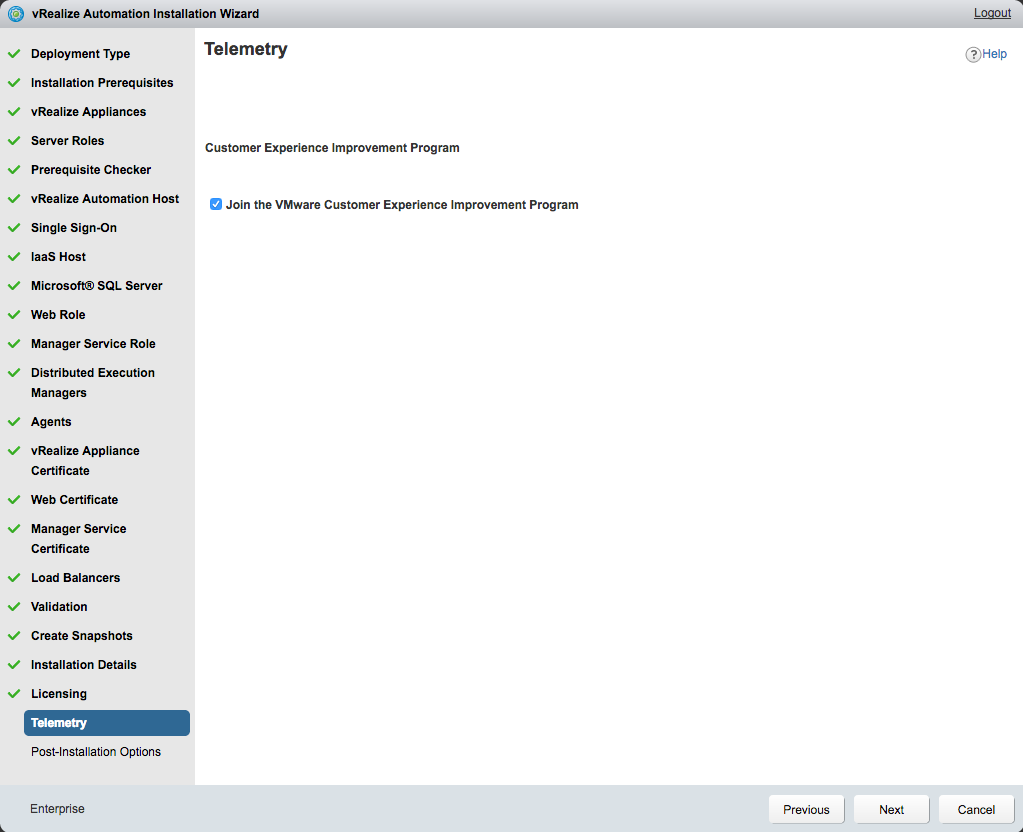 vRealize Automation Installation Wizard
Logout
Deployment Type
Installation Prerequisites
vRealize Appliances
Server Roles
Prerequisite Checker
vRealize Automation Host
Single Sign-On
IaaS Host
Microsoft® SQL Server
Web Role
Manager Service Role
Distributed Execution
Managers
Agents
vRealize Appliance
Certificate
Web Certificate
Manager Service
Certificate
Load Balancers
Validation
Create Snapshots
Installation Details
Licensing
Telemetry
Post-Installation Options
Telemetry
? Help
Customer Experience Improvement Program
Join the VMware Customer Experience Improvement Program
Enterprise
Previous
Next
Cancel